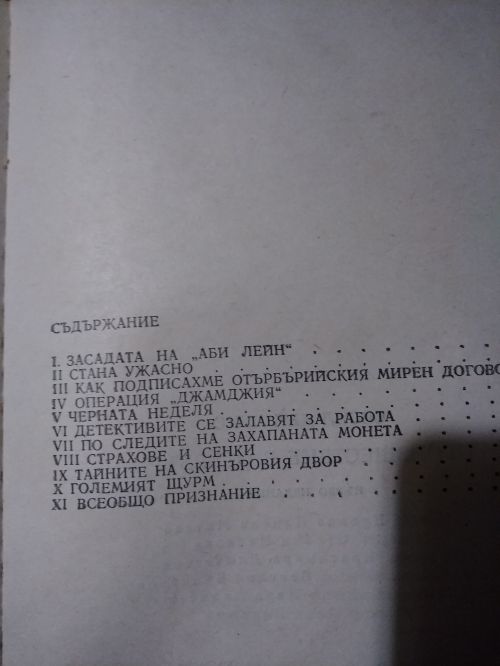 СЪДЪРЖАНИЕ
I. ЗАСАДАТА НА „АБИ ЛЕЙН“ . . . . . . .
II СТАНА УЖАСНО . . . . . . . . . . .
III КАК ПОДПИСАХМЕ ОТЪРБЪРИЙСКИЯ МИРЕН ДОГОВО
IV ОПЕРАЦИЯ „ДЖАМДЖИЯ“ . . . . . . .
V ЧЕРНАТА НЕДЕЛЯ . . . . . . . . . .
VI ДЕТЕКТИВИТЕ СЕ ЗАЛАВЯТ ЗА РАБОТА . . . .
VII ПО СЛЕДИТЕ НА ЗАХАПАНАТА МОНЕТА . . . .
VIII СТРАХОВЕ И СЕНКИ . . . . . . . . .
IX ТАЙНИТЕ НА СКИНЪРОВИЯ ДВОР . . . . . .
X ГОЛЕМИЯТ ЩУРМ . . . . . . . . . .
XI ВСЕОБЩО ПРИЗНАНИЕ . . . . . . . . .